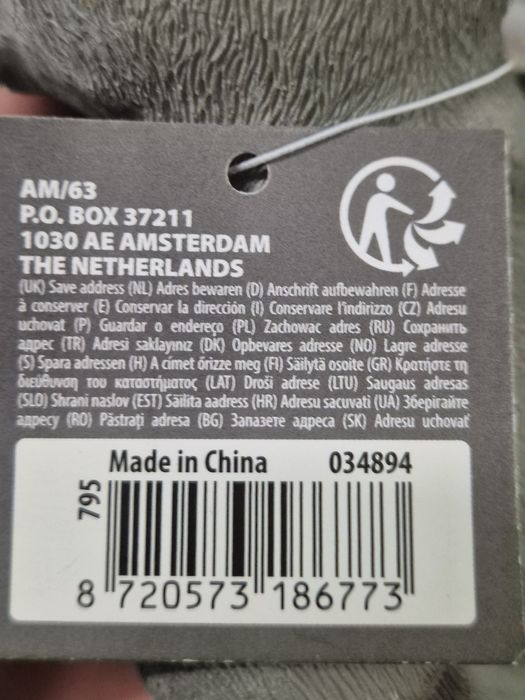 AM/63
P.O. BOX 37211
1030 AE AMSTERDAM
THE NETHERLANDS
(UK) Save address (NL) Adres bewaren (D) Anschrift aufbewahren (F) Adresse
à conserver (E) Conservar la dirección (I) Conservare l'indirizzo (CZ) Adresu
uchovat (P) Guardar o endereço (PL) Zachowac adres (RU) Сохранить
адрес (TR) Adresi saklayiniz (DK) Opbevares adresse (NO) Lagre adresse
(S) Spara adressen (H) A címet őrizze meg (FI) Säilytä osoite (GR) Κρατήστε τη
διεύθυνση του καταστήματος (LAT) Droši adrese (LTU) Saugaus adresas
(SLO) Shrani naslov (EST) Säilita aadress (HR) Adresu sacuvati (UA) Зберігайте
адресу (RO) Păstrați adresa (BG) Запазете адреса (SK) Adresu uchovať
Made in China 034894
795
8 720573 186773